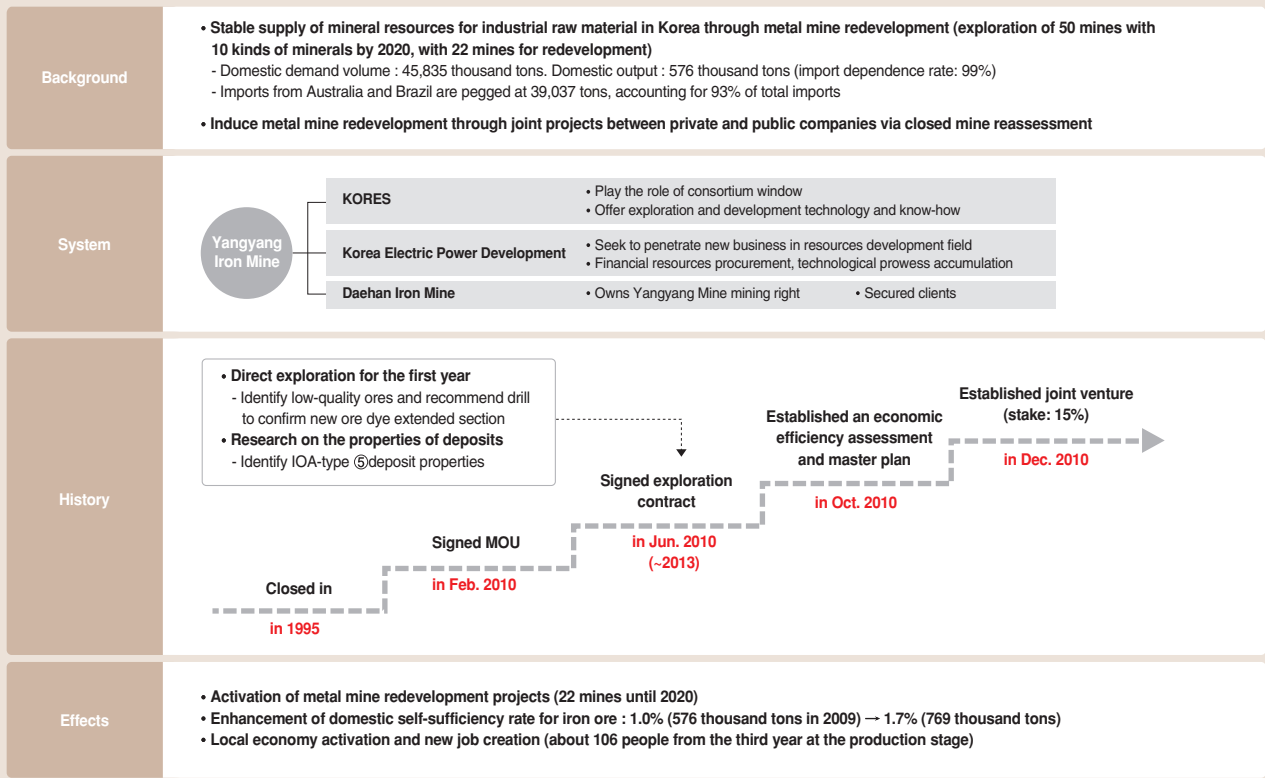 Background
• Stable supply of mineral resources for industrial raw material in Korea through metal mine redevelopment (exploration of 50 mines with
10 kinds of minerals by 2020, with 22 mines for redevelopment)
- Domestic demand volume : 45,835 thousand tons. Domestic output : 576 thousand tons (import dependence rate: 99%)
- Imports from Australia and Brazil are pegged at 39,037 tons, accounting for 93% of total imports
• Induce metal mine redevelopment through joint projects between private and public companies via closed mine reassessment
System
Yangyang
Iron Mine
KORES
• Play the role of consortium window
• Offer exploration and development technology and know-how
Korea Electric Power Development
• Seek to penetrate new business in resources development field
• Financial resources procurement, technological prowess accumulation
Daehan Iron Mine
• Owns Yangyang Mine mining right • Secured clients
History
• Direct exploration for the first year
- Identify low-quality ores and recommend drill
to confirm new ore dye extended section
• Research on the properties of deposits
- Identify IOA-type ⑤deposit properties
Closed in
in 1995
Signed MOU
in Feb. 2010
Signed exploration
contract
in Jun. 2010
(~2013)
Established an economic
efficiency assessment
and master plan
in Oct. 2010
Established joint venture
(stake: 15%)
in Dec. 2010
Effects
• Activation of metal mine redevelopment projects (22 mines until 2020)
• Enhancement of domestic self-sufficiency rate for iron ore : 1.0% (576 thousand tons in 2009) → 1.7% (769 thousand tons)
• Local economy activation and new job creation (about 106 people from the third year at the production stage)